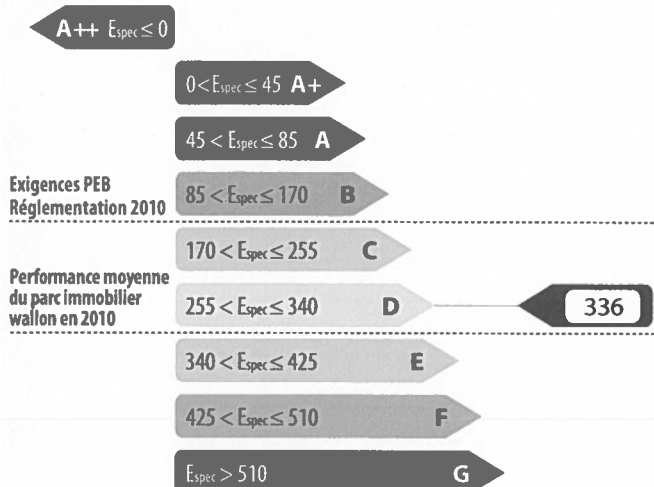 A++ Espec ≤ 0
0 < Espec ≤ 45 A+
45 < Espec ≤ 85 A
Exigences PEB
Réglementation 2010
85 < Espec ≤ 170 B
170 < Espec ≤ 255 C
Performance moyenne
du parc immobilier
wallon en 2010
255 < Espec ≤ 340 D
336
340 < Espec ≤ 425 E
425 < Espec ≤ 510 F
Espec > 510 G